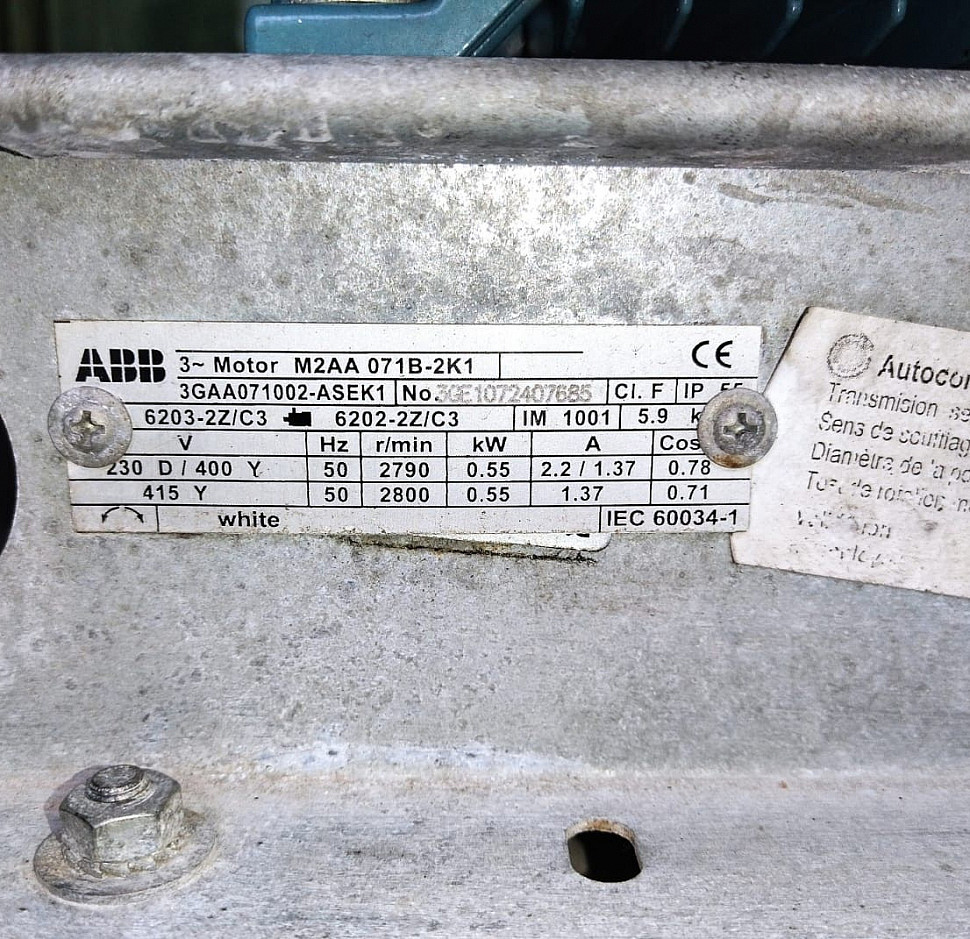 ABB 3~ Motor M2AA 071B-2K1 CE
3GAA071002-ASEK1 No. 3GE1072407685 Cl. F IP 55
6203-2Z/C3 6202-2Z/C3 IM 1001 5.9
V Hz r/min kW A Cos
230 D / 400 Y 50 2790 0.55 2.2 / 1.37 0.78
415 Y 50 2800 0.55 1.37 0.71
white IEC 60034-1
Transmision
Sens de
Diamètre de